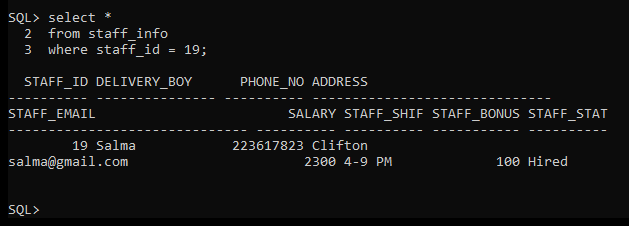 SQL> select *
  2  from staff_info
  3  where staff_id = 19;
  STAFF_ID DELIVERY_BOY      PHONE_NO ADDRESS
---------- --------------- ---------- ------------------------------
STAFF_EMAIL                        SALARY STAFF_SHIF STAFF_BONUS STAFF_STAT
------------------------------ ---------- ---------- ----------- ----------
        19 Salma            223617823 Clifton
salma@gmail.com                      2300 4-9 PM             100 Hired
SQL>